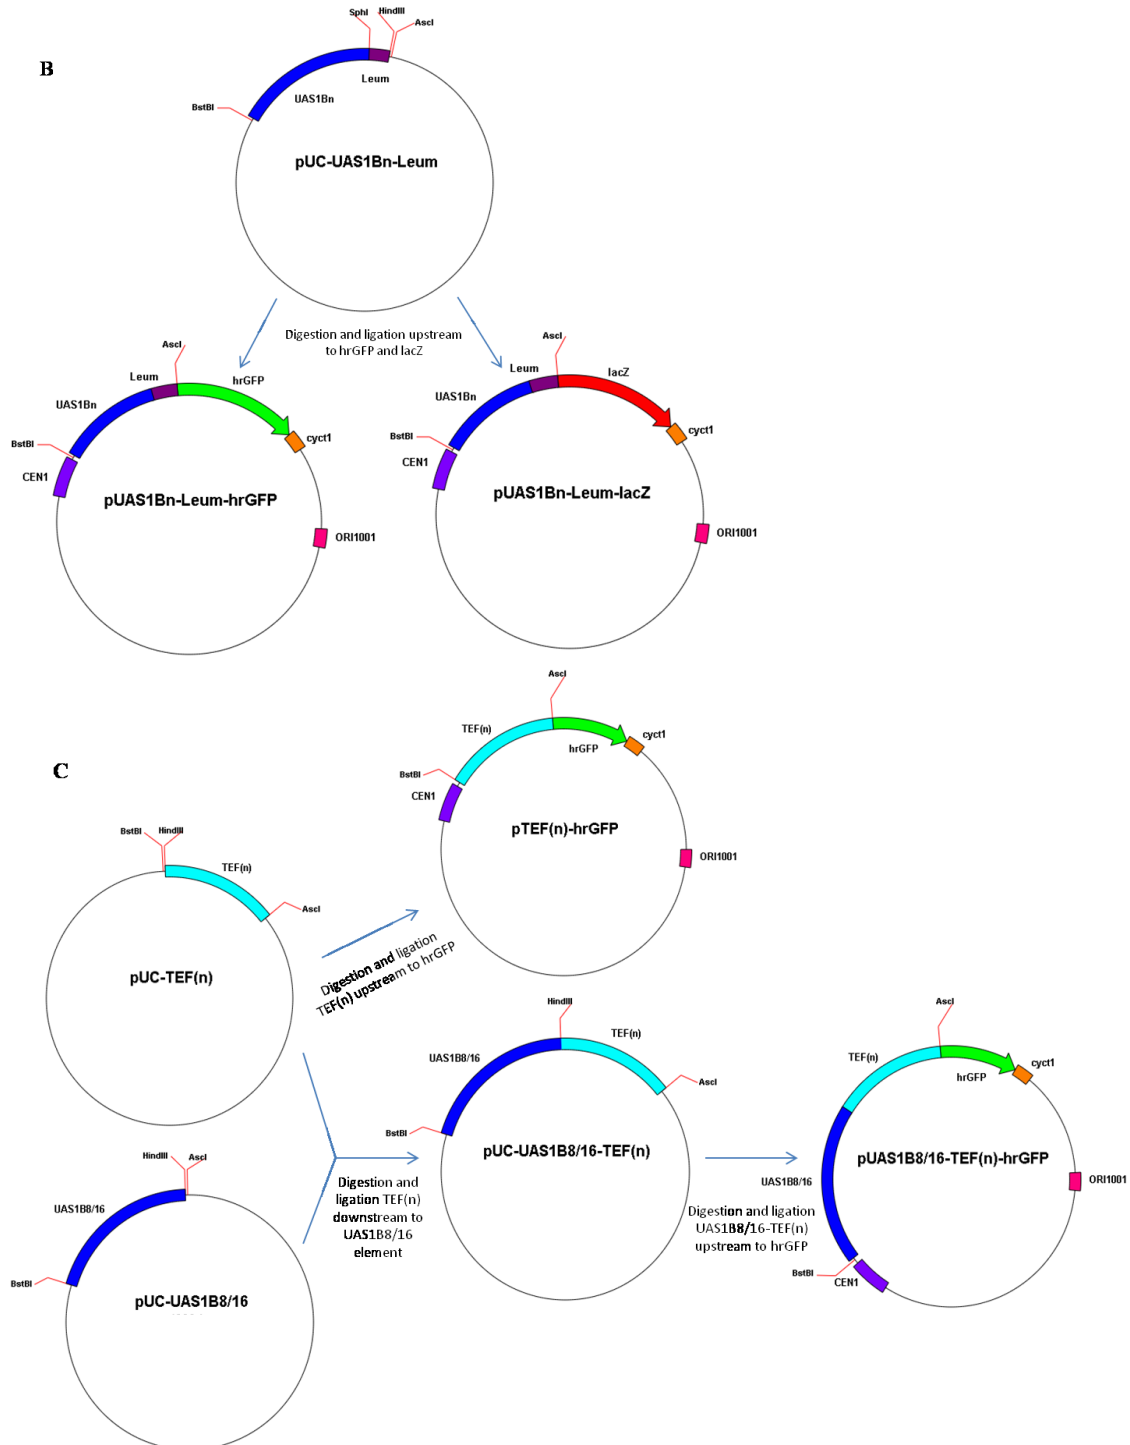 B
SphI
HindIII
AscI
Leum
UAS1Bn
BstBI
pUC-UAS1Bn-Leum
Digestion and ligation upstream
to hrGFP and lacZ
AscI
Leum
hrGFP
UAS1Bn
BstBI
cyct1
CEN1
pUAS1Bn-Leum-hrGFP
ORI1001
AscI
Leum
lacZ
UAS1Bn
BstBI
cyct1
CEN1
pUAS1Bn-Leum-lacZ
ORI1001
C
AscI
TEF(n)
hrGFP
cyct1
BstBI
CEN1
pTEF(n)-hrGFP
ORI1001
BstBI
HindIII
TEF(n)
AscI
pUC-TEF(n)
Digestion and ligation
TEF(n) upstream to hrGFP
HindIII
AscI
UAS1B8/16
BstBI
pUC-UAS1B8/16
Digestion and
ligation TEF(n)
downstream to
UAS1B8/16
element
HindIII
TEF(n)
UAS1B8/16
AscI
BstBI
pUC-UAS1B8/16-TEF(n)
Digestion and ligation
UAS1B8/16-TEF(n)
upstream to hrGFP
AscI
TEF(n)
hrGFP
cyct1
pUAS1B8/16-TEF(n)-hrGFP
UAS1B8/16
ORI1001
BstBI
CEN1